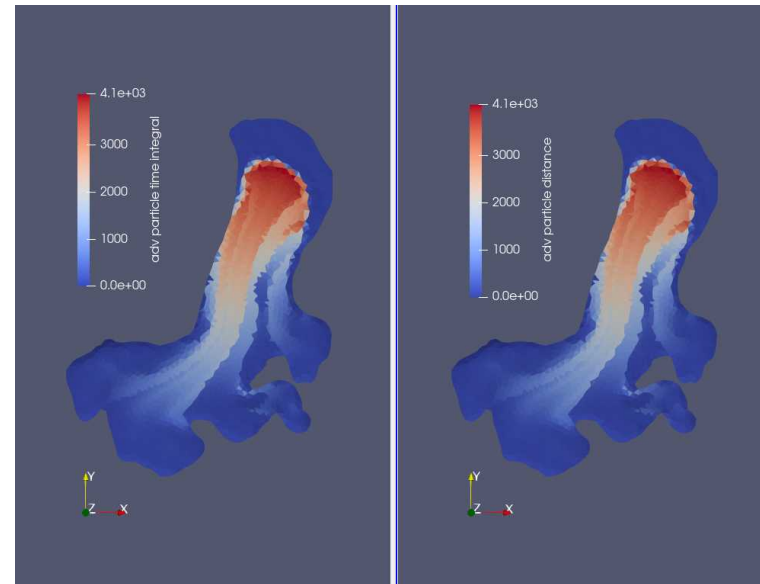 4.1e+03
3000
2000
1000
0.0e+00
adv particle time integral
Y
Z X
4.1e+03
3000
2000
1000
0.0e+00
adv particle distance
Y
Z X